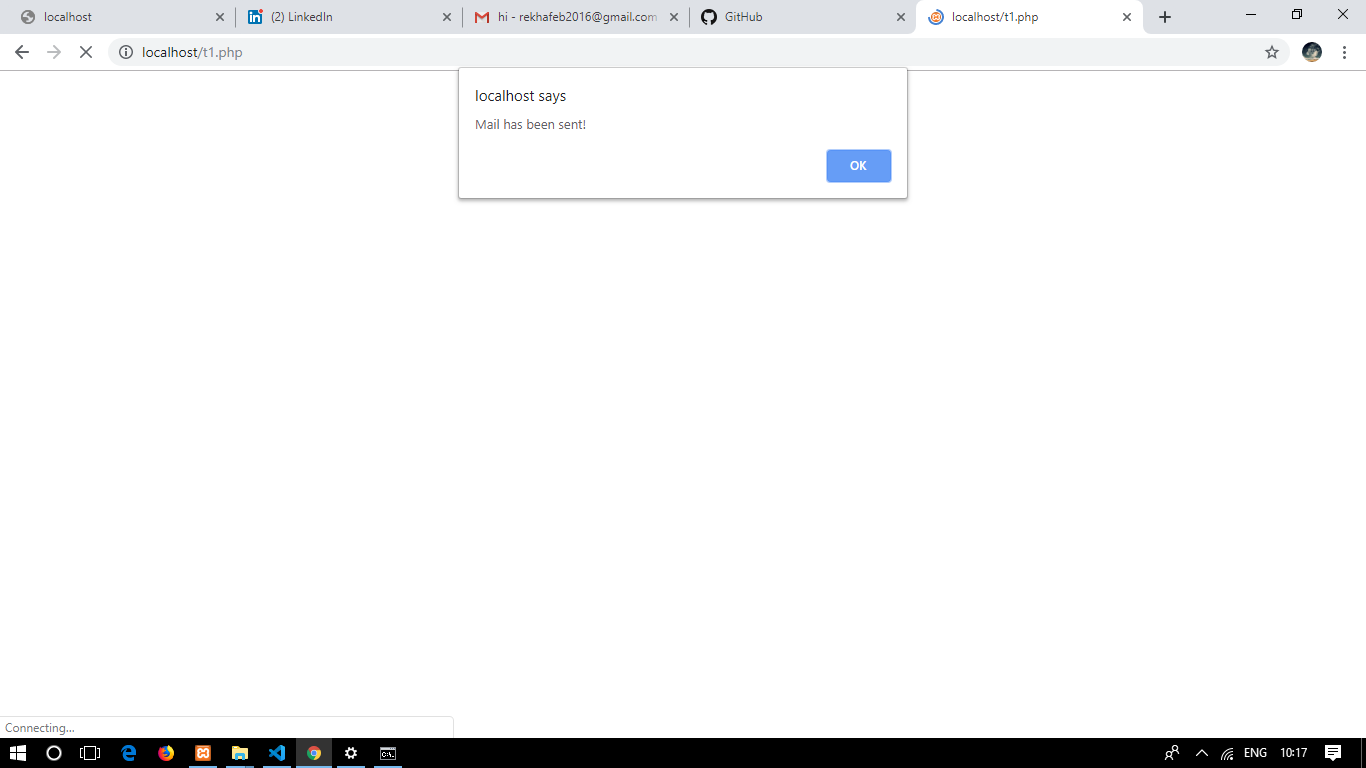 localhost
(2) LinkedIn
hi - rekhafeb2016@gmail.com
GitHub
localhost/t1.php
localhost/t1.php
localhost says
Mail has been sent!
OK
Connecting...
ENG
10:17